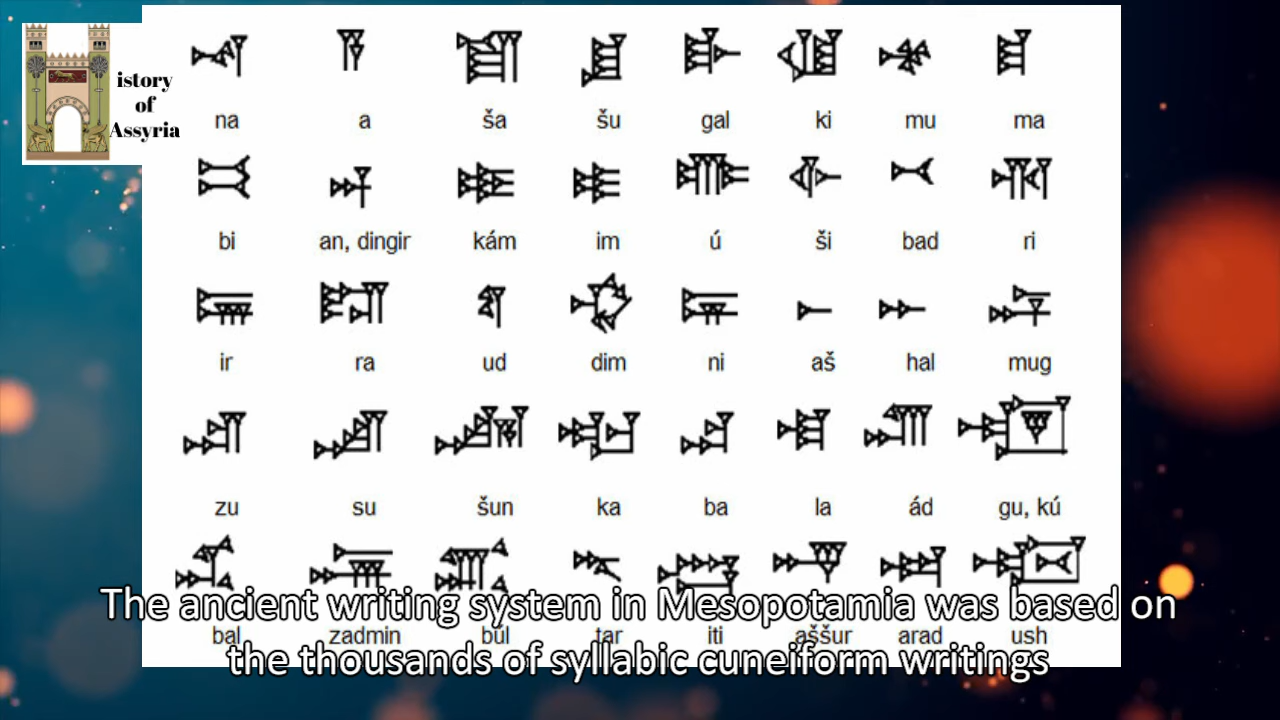 istory
of
Assyria
na a ša šu gal ki mu ma
bi an, dingir kám im ú ši bad ri
ir ra ud dim ni aš hal mug
zu su šun ka ba la ád gu, kú
bal zadmin bùl tar iti aššur arad ush
The ancient writing system in Mesopotamia was based on
the thousands of syllabic cuneiform writings